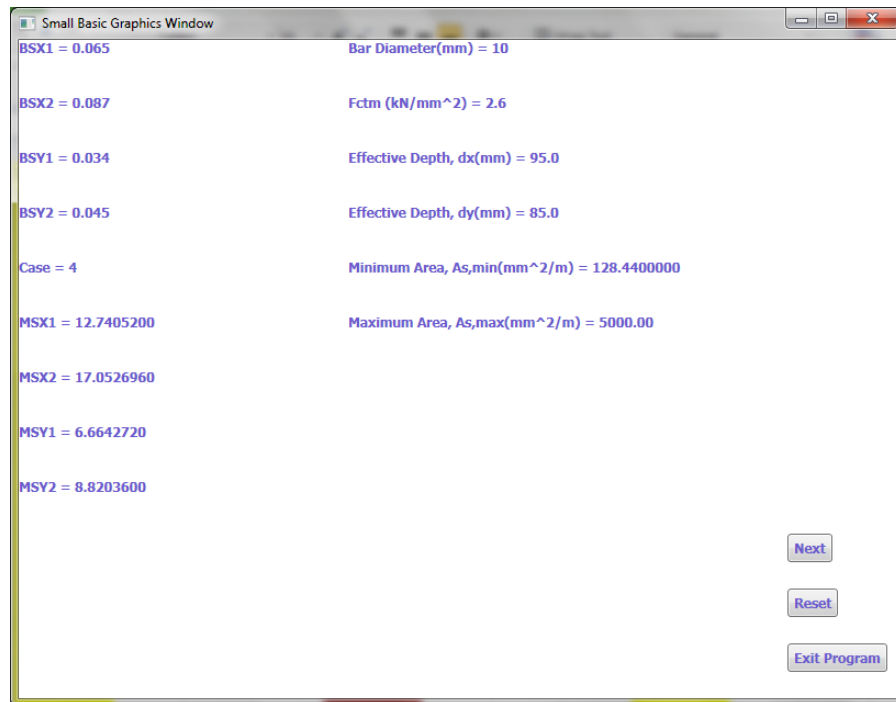 Small Basic Graphics Window
BSX1 = 0.065
Bar Diameter(mm) = 10
BSX2 = 0.087
Fctm (kN/mm^2) = 2.6
BSY1 = 0.034
Effective Depth, dx(mm) = 95.0
BSY2 = 0.045
Effective Depth, dy(mm) = 85.0
Case = 4
Minimum Area, As,min(mm^2/m) = 128.4400000
MSX1 = 12.7405200
Maximum Area, As,max(mm^2/m) = 5000.00
MSX2 = 17.0526960
MSY1 = 6.6642720
MSY2 = 8.8203600
Next
Reset
Exit Program